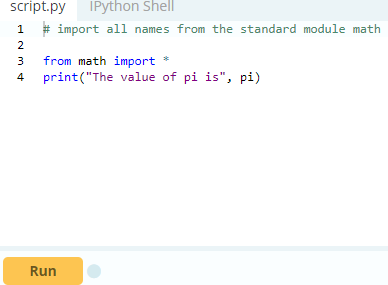 script.py IPython Shell
1 # import all names from the standard module math
2
3 from math import *
4 print("The value of pi is", pi)
Run